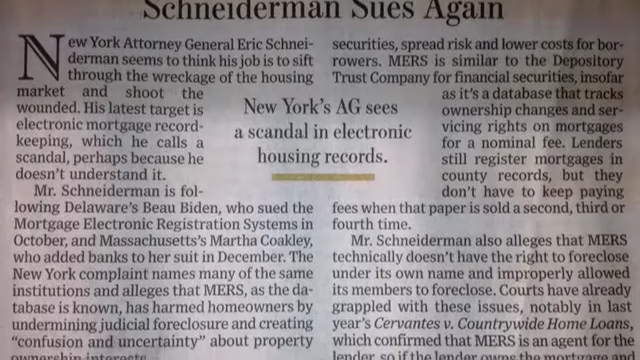 Schneiderman Sues Again
New York Attorney General Eric Schnei-
derman seems to think his job is to sift
through the wreckage of the housing
market and shoot the
wounded. His latest target is
electronic mortgage record-
keeping, which he calls a
scandal, perhaps because he
doesn't understand it.
Mr. Schneiderman is fol-
lowing Delaware's Beau Biden, who sued the
Mortgage Electronic Registration Systems in
October, and Massachusetts's Martha Coakley,
who added banks to her suit in December. The
New York complaint names many of the same
institutions and alleges that MERS, as the da-
tabase is known, has harmed homeowners by
undermining judicial foreclosure and creating
"confusion and uncertainty" about property
ownership interests.
New York's AG sees
a scandal in electronic
housing records.
securities, spread risk and lower costs for bor-
rowers. MERS is similar to the Depository
Trust Company for financial securities, insofar
as it's a database that tracks
ownership changes and ser-
vicing rights on mortgages
for a nominal fee. Lenders
still register mortgages in
county records, but they
don't have to keep paying
fees when that paper is sold a second, third or
fourth time.
Mr. Schneiderman also alleges that MERS
technically doesn't have the right to foreclose
under its own name and improperly allowed
its members to foreclose. Courts have already
grappled with these issues, notably in last
year's Cervantes v. Countrywide Home Loans,
which confirmed that MERS is an agent for the
lender, so if the lender owns the mortgage an